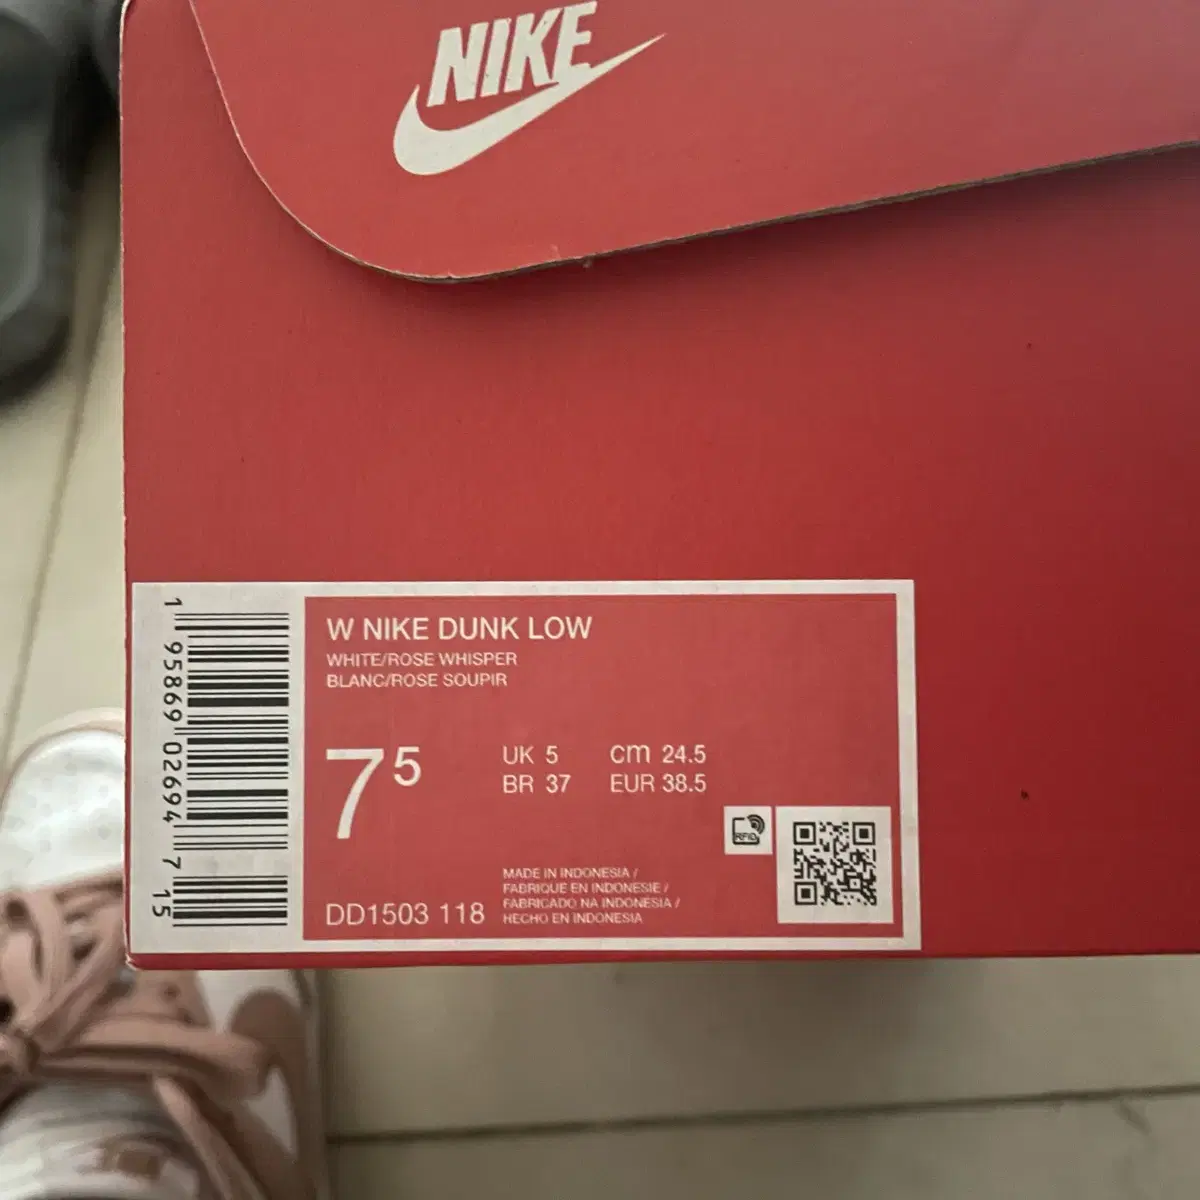 NIKE
W NIKE DUNK LOW
WHITE/ROSE WHISPER
BLANC/ROSE SOUPIR
7 5
UK 5 cm 24.5
BR 37 EUR 38.5
RFID
MADE IN INDONESIA /
FABRIQUE EN INDONESIE /
FABRICADO NA INDONESIA /
HECHO EN INDONESIA
DD1503 118
1 95869 02694 7 15